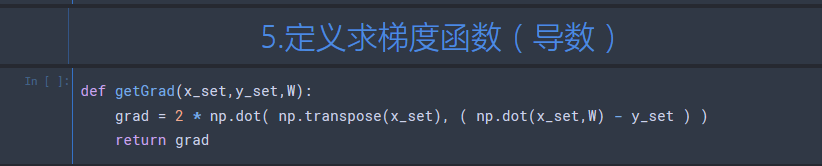 5.定义求梯度函数（导数）
In [ ]:
def getGrad(x_set,y_set,W):
    grad = 2 * np.dot( np.transpose(x_set), ( np.dot(x_set,W) - y_set ) )
    return grad